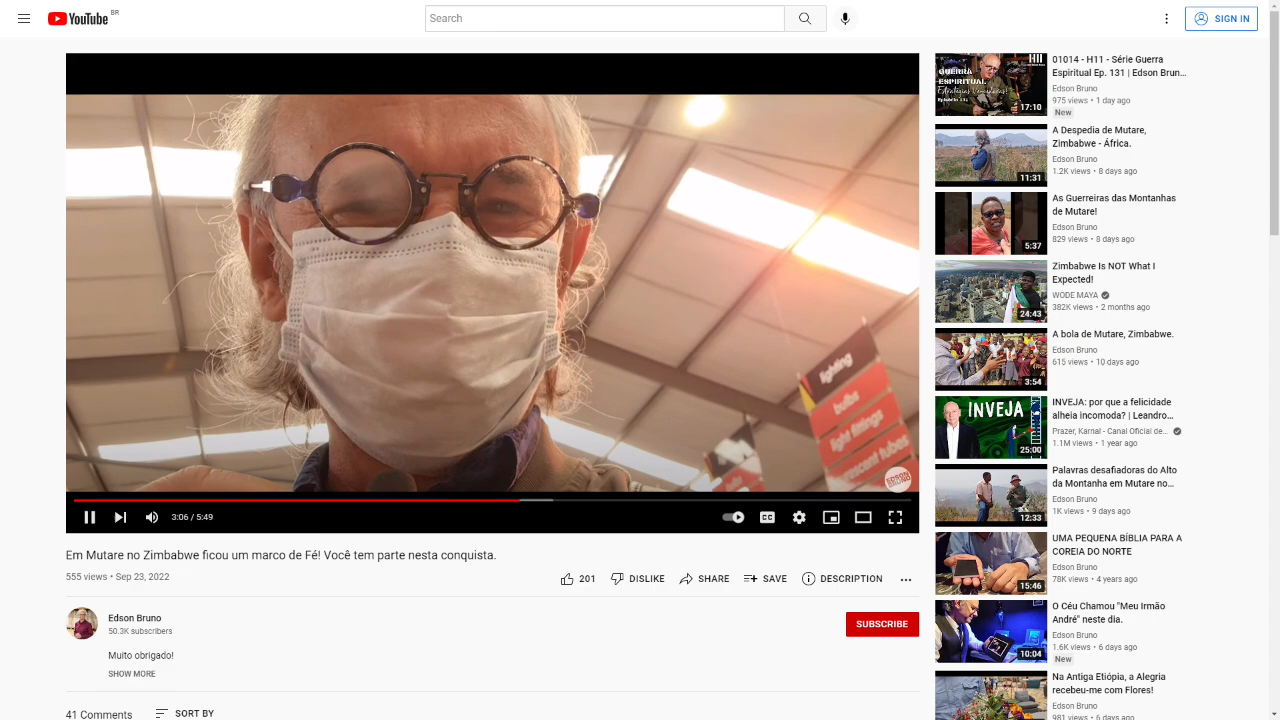 YouTube BR
Search
SIGN IN
lighting
bulbs
light fittings
EDSON
BRUNO
3:06 / 5:49
Em Mutare no Zimbabwe ficou um marco de Fé! Você tem parte nesta conquista.
555 views • Sep 23, 2022
201
DISLIKE
SHARE
SAVE
DESCRIPTION
Edson Bruno
50.3K subscribers
SUBSCRIBE
Muito obrigado!
SHOW MORE
41 Comments
SORT BY
GUERRA
ESPIRITUAL
Estratégias Vencedoras!
Episódio 131
17:10
01014 - H11 - Série Guerra
Espiritual Ep. 131 | Edson Brun...
Edson Bruno
975 views • 1 day ago
New
11:31
A Despedia de Mutare,
Zimbabwe - África.
Edson Bruno
1.2K views • 8 days ago
5:37
As Guerreiras das Montanhas
de Mutare!
Edson Bruno
829 views • 8 days ago
24:43
Zimbabwe Is NOT What I
Expected!
WODE MAYA
382K views • 2 months ago
3:54
A bola de Mutare, Zimbabwe.
Edson Bruno
615 views • 10 days ago
INVEJA
25:00
INVEJA: por que a felicidade
alheia incomoda? | Leandro...
Prazer, Karnal - Canal Oficial de...
1.1M views • 1 year ago
12:33
Palavras desafiadoras do Alto
da Montanha em Mutare no...
Edson Bruno
1K views • 9 days ago
15:46
UMA PEQUENA BÍBLIA PARA A
COREIA DO NORTE
Edson Bruno
78K views • 4 years ago
10:04
O Céu Chamou "Meu Irmão
André" neste dia.
Edson Bruno
1.6K views • 6 days ago
New
Na Antiga Etiópia, a Alegria
recebeu-me com Flores!
Edson Bruno
981 views • 6 days ago